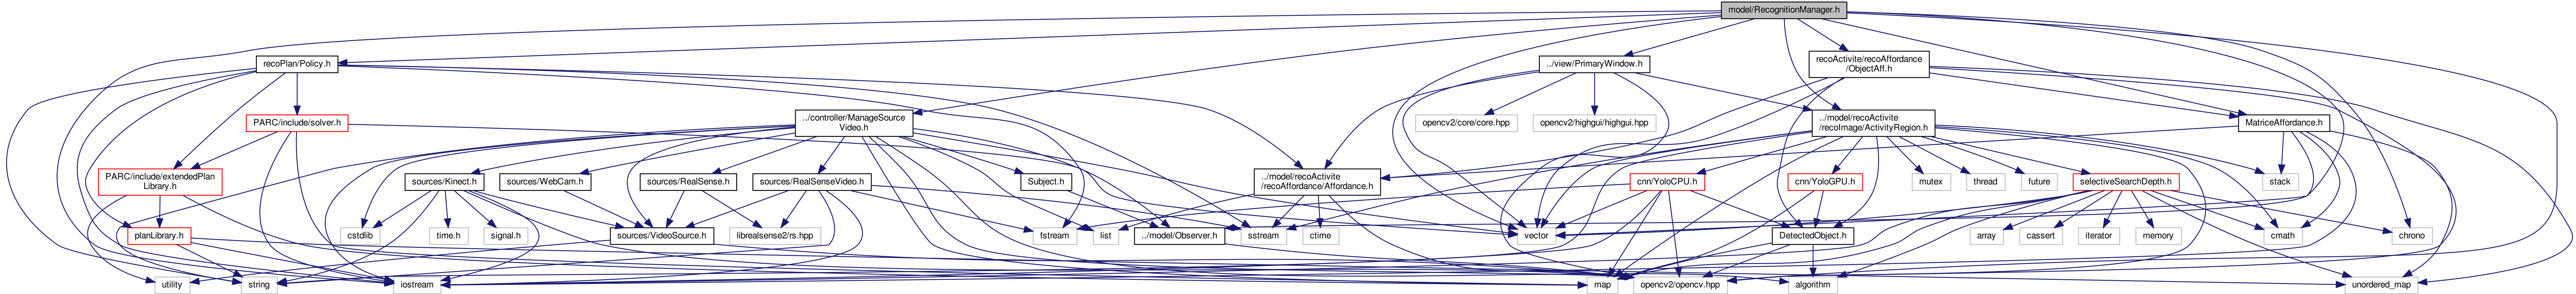 model/RecognitionManager.h
recoPlan/Policy.h
../view/PrimaryWindow.h
recoActivite/recoAffordance
/ObjectAff.h
PARC/include/solver.h
../controller/ManageSource
Video.h
opencv2/core/core.hpp
opencv2/highgui/highgui.hpp
../model/recoActivite
/recoImage/ActivityRegion.h
MatriceAffordance.h
PARC/include/extendedPlan
Library.h
sources/Kinect.h
sources/WebCam.h
sources/RealSense.h
sources/RealSenseVideo.h
Subject.h
../model/recoActivite
/recoAffordance/Affordance.h
cnn/YoloCPU.h
cnn/YoloGPU.h
mutex
thread
future
selectiveSearchDepth.h
stack
planLibrary.h
cstdlib
time.h
signal.h
sources/VideoSource.h
librealsense2/rs.hpp
fstream
list
../model/Observer.h
sstream
ctime
vector
DetectedObject.h
array
cassert
iterator
memory
cmath
chrono
utility
string
iostream
map
opencv2/opencv.hpp
algorithm
unordered_map